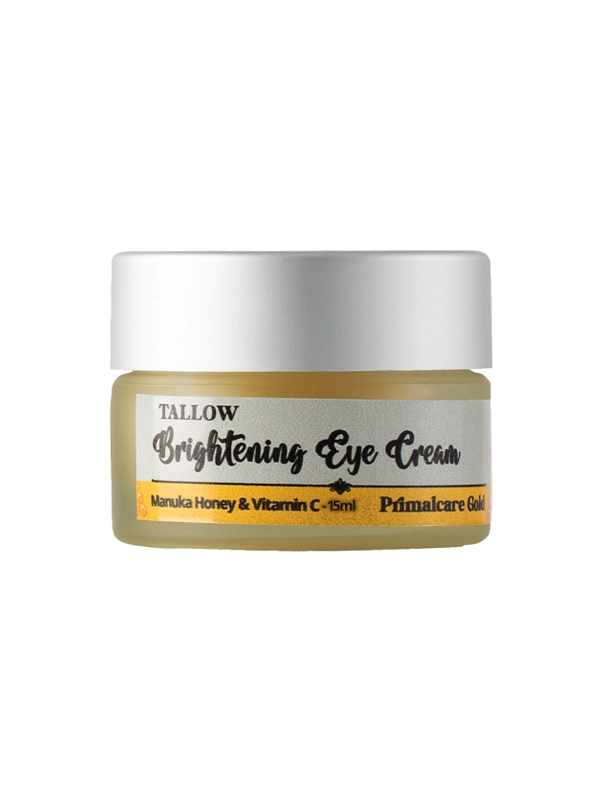 TALLOW
Brightening Eye Cream
Manuka Honey & Vitamin C - 15ml
Primalcare Gold